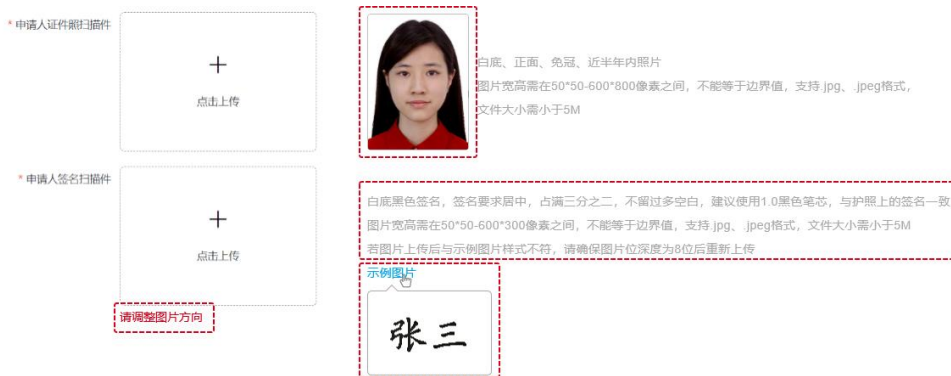 * 申请人证件照扫描件
+
点击上传
白底、正面、免冠、近半年内照片
图片宽高需在50*50-600*800像素之间，不能等于边界值，支持.jpg、.jpeg格式，
文件大小需小于5M
* 申请人签名扫描件
+
点击上传
请调整图片方向
白底黑色签名，签名要求居中，占满三分之二，不留过多空白，建议使用1.0黑色笔芯，与护照上的签名一致
图片宽高需在50*50-600*300像素之间，不能等于边界值，支持.jpg、.jpeg格式，文件大小需小于5M
若图片上传后与示例图片样式不符，请确保图片位深度为8位后重新上传
示例图片
张三